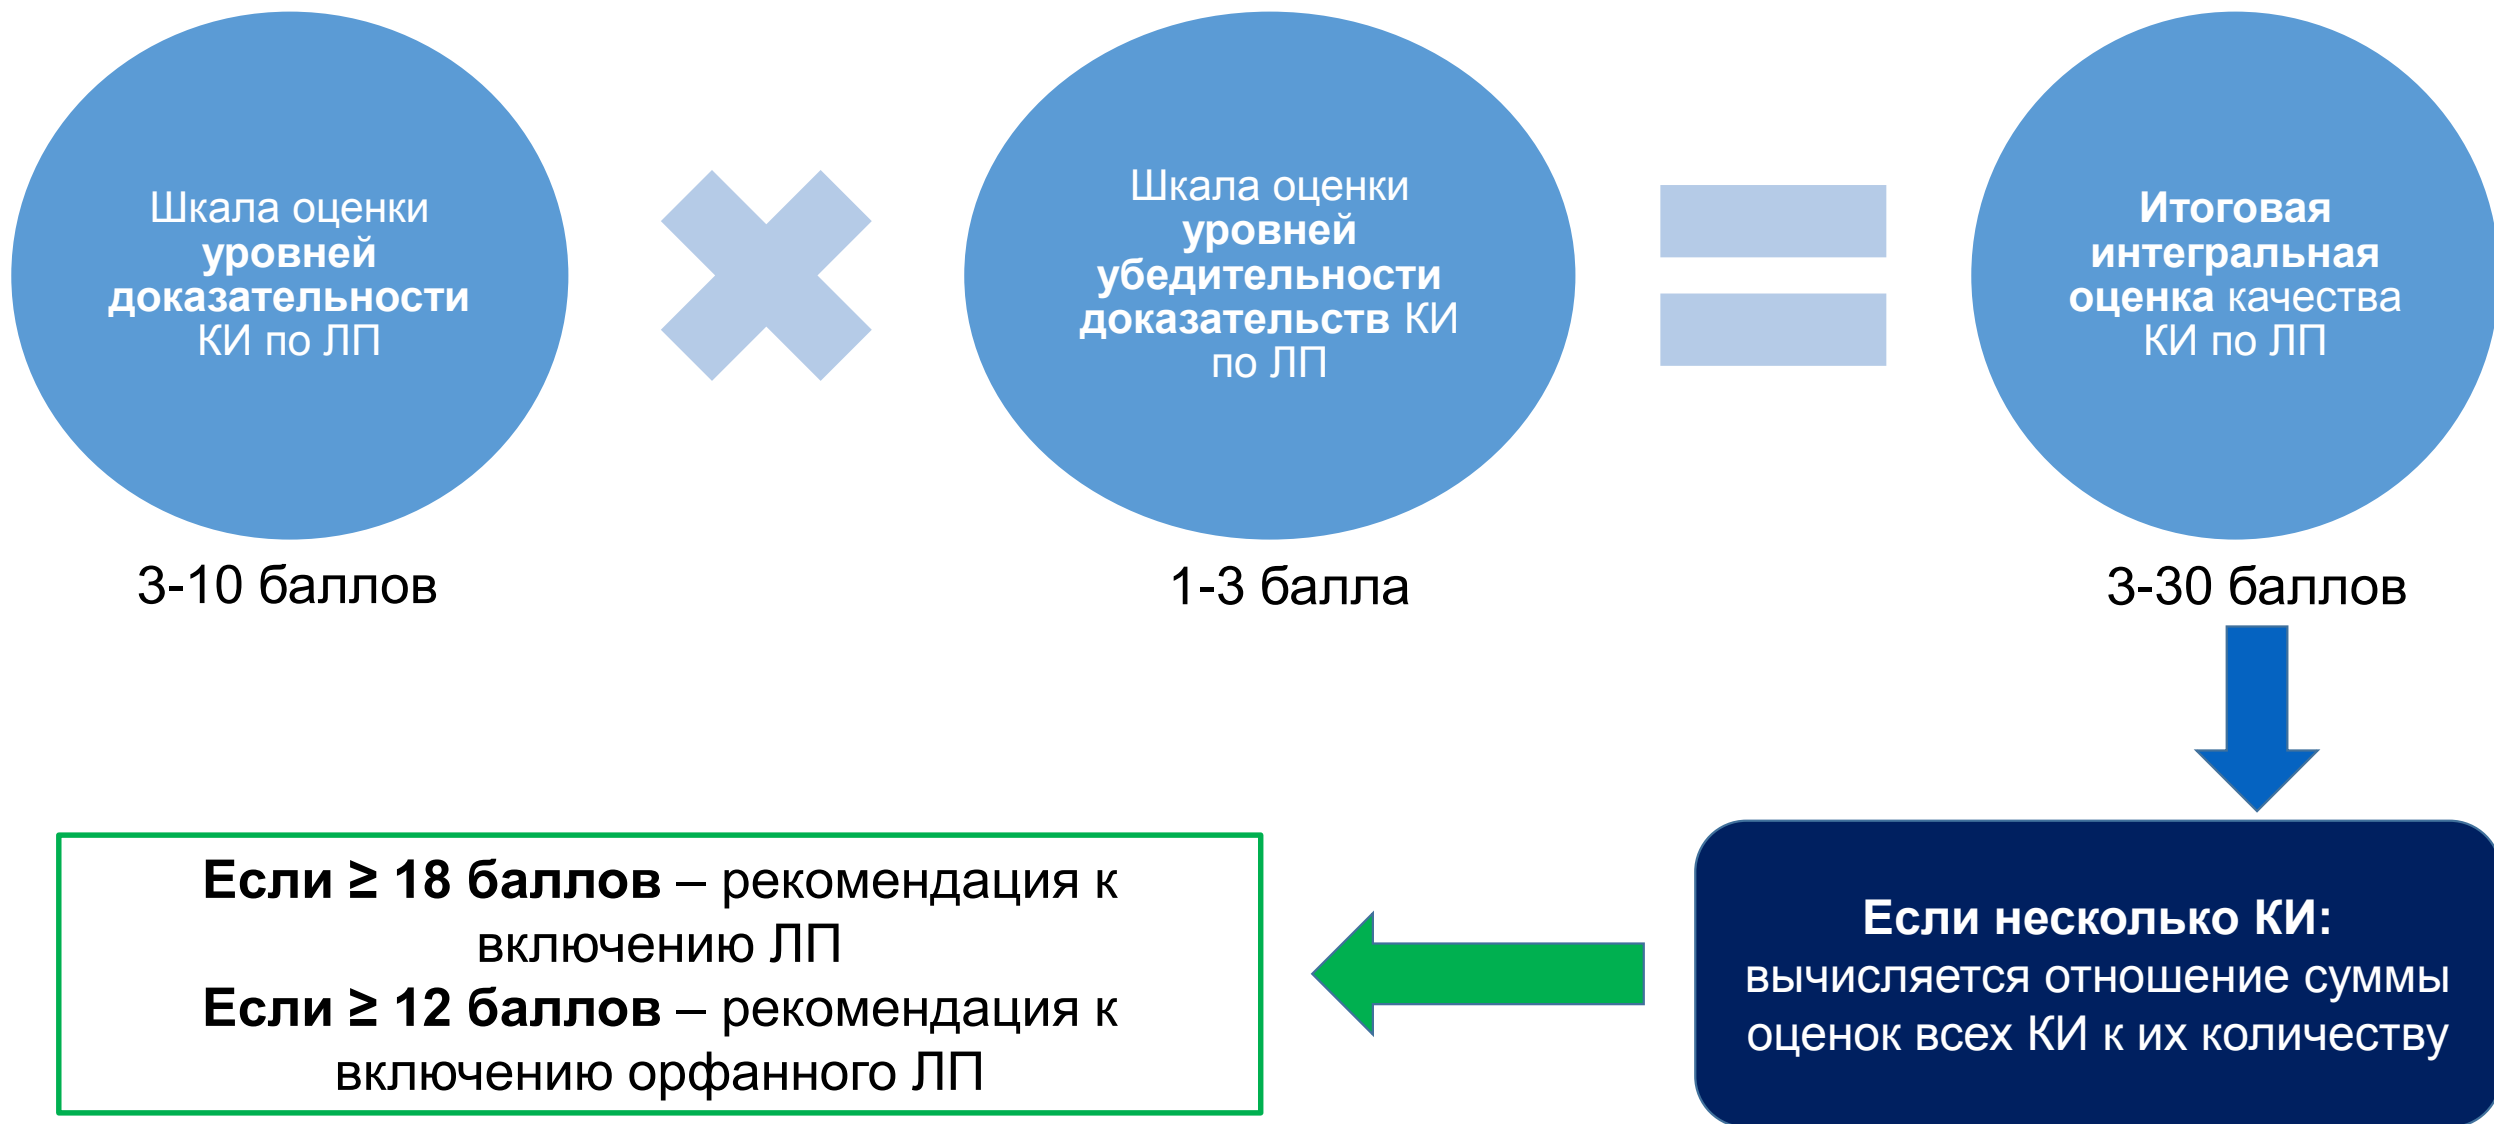 Шкала оценки
уровней
доказательности
КИ по ЛП
3-10 баллов
Шкала оценки
уровней
убедительности
доказательств КИ
по ЛП
1-3 балла
Итоговая
интегральная
оценка качества
КИ по ЛП
3-30 баллов
Если несколько КИ:
вычисляется отношение суммы
оценок всех КИ к их количеству
Если ≥ 18 баллов – рекомендация к
включению ЛП
Если ≥ 12 баллов – рекомендация к
включению орфанного ЛП